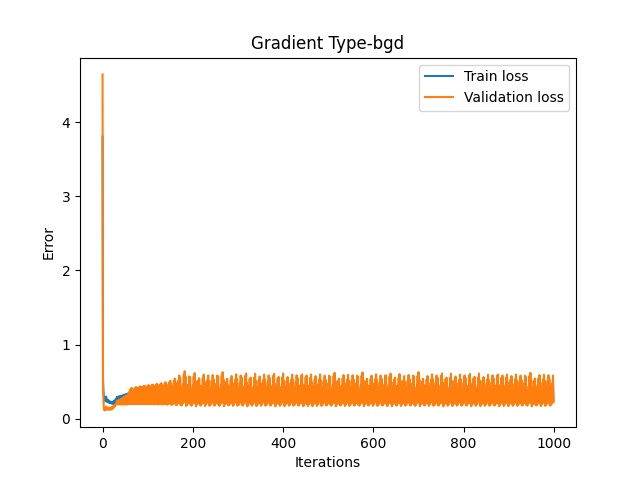 Gradient Type-bgd
Train loss
Validation loss
4
3
2
1
0
Error
0 200 400 600 800 1000
Iterations